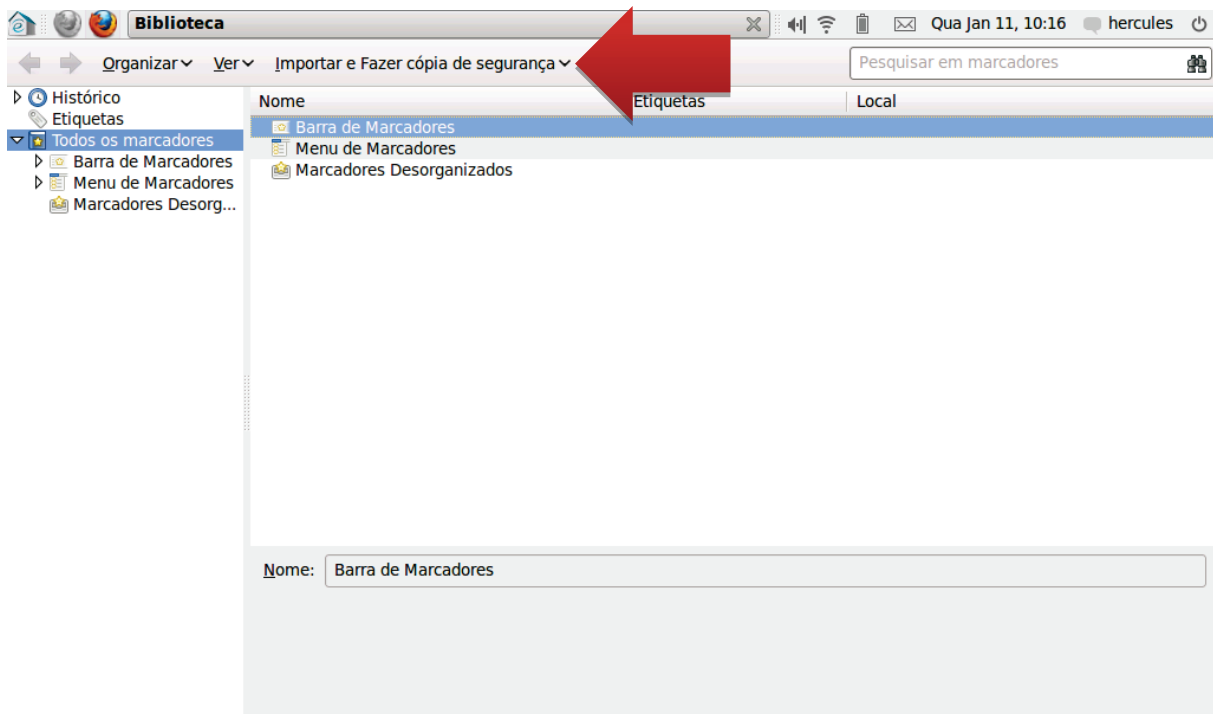 Biblioteca
Qua Jan 11, 10:16
hercules
Organizar
Ver
Importar e Fazer cópia de segurança
Pesquisar em marcadores
Histórico
Etiquetas
Todos os marcadores
Barra de Marcadores
Menu de Marcadores
Marcadores Desorg...
Nome
Etiquetas
Local
Barra de Marcadores
Menu de Marcadores
Marcadores Desorganizados
Nome:
Barra de Marcadores